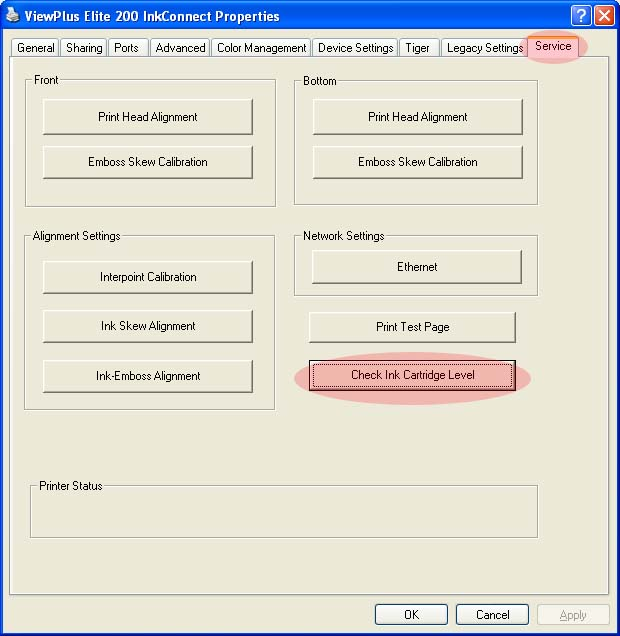 ViewPlus Elite 200 InkConnect Properties
?
General Sharing Ports Advanced Color Management Device Settings Tiger Legacy Settings Service
Front
Print Head Alignment
Emboss Skew Calibration
Bottom
Print Head Alignment
Emboss Skew Calibration
Alignment Settings
Interpoint Calibration
Ink Skew Alignment
Ink-Emboss Alignment
Network Settings
Ethernet
Print Test Page
Check Ink Cartridge Level
Printer Status
OK Cancel Apply